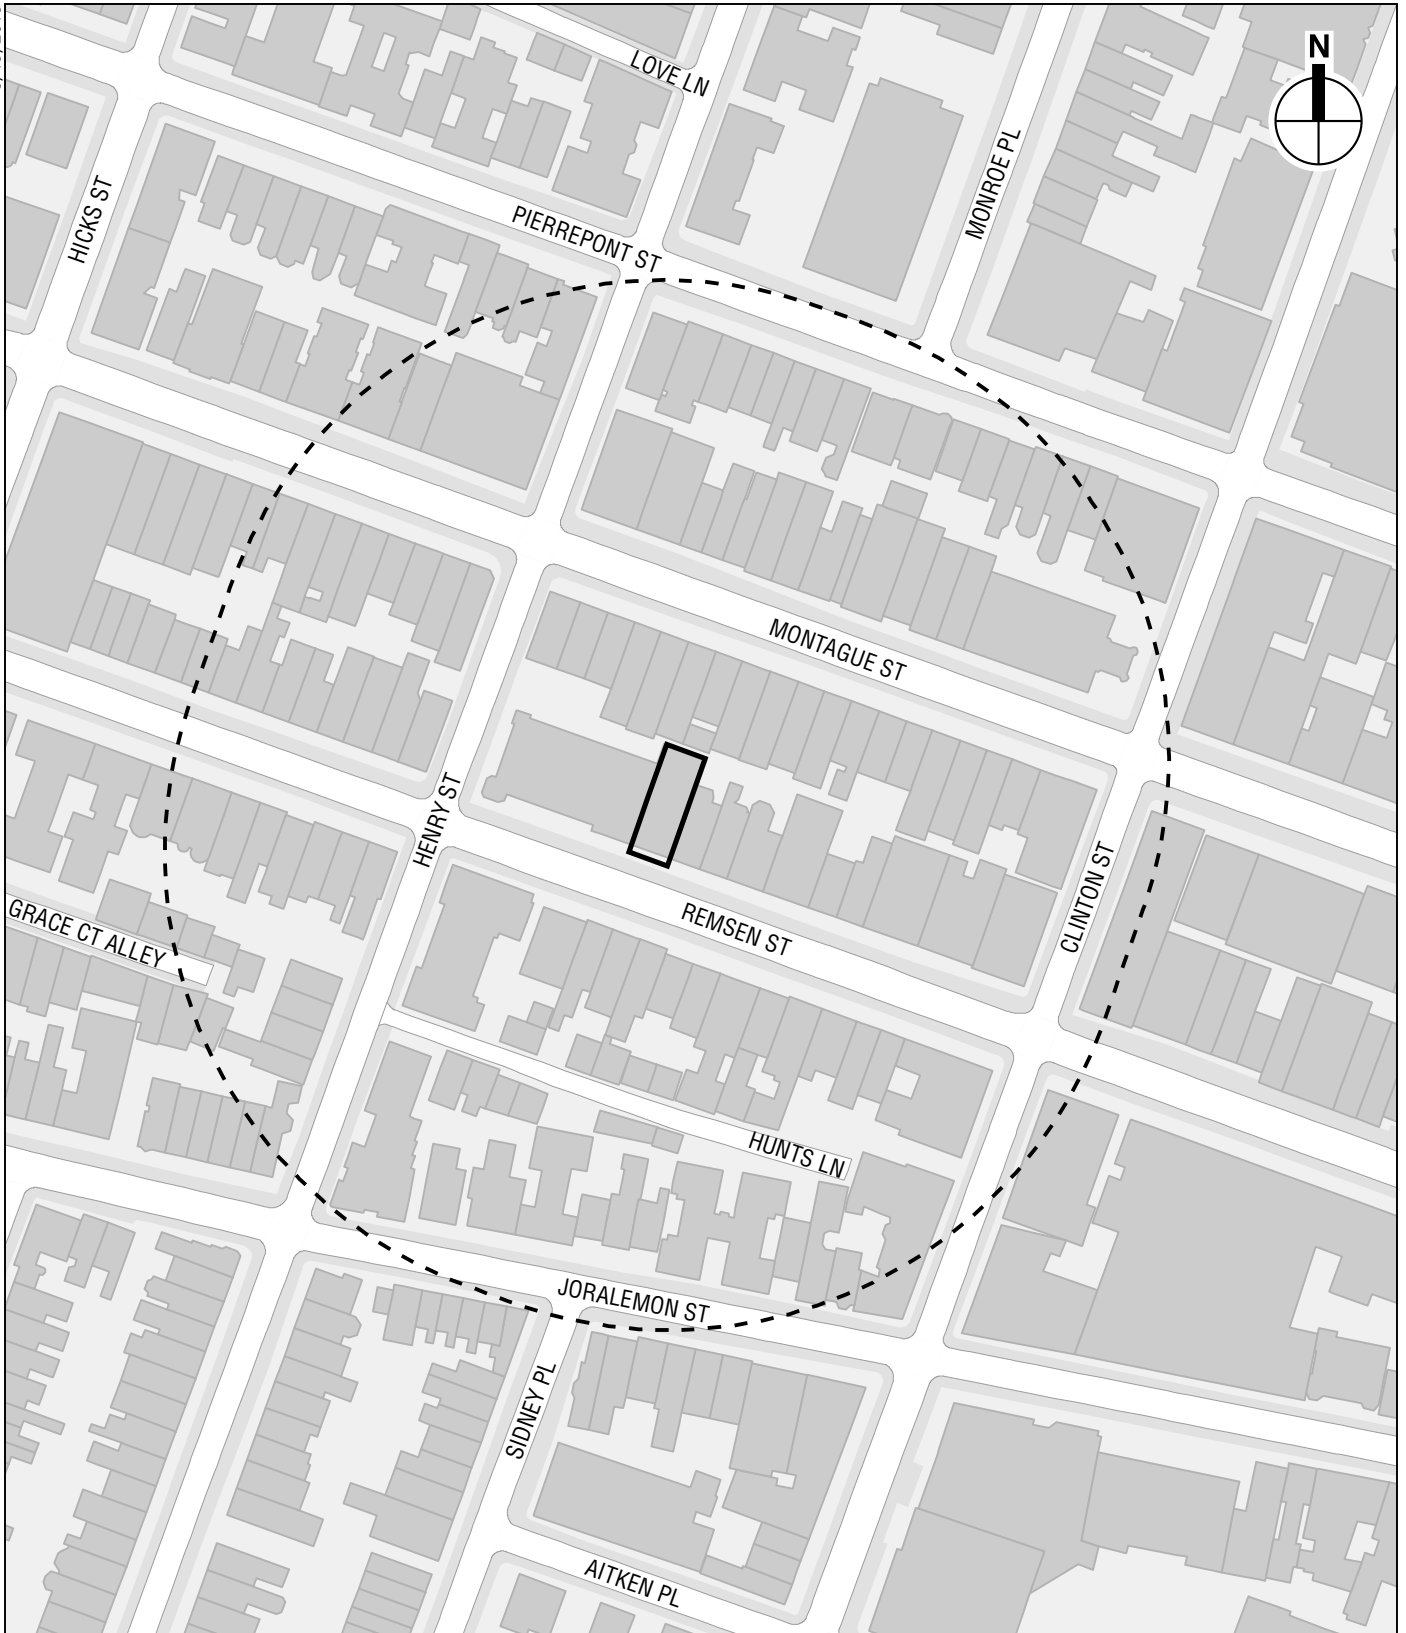 N
LOVE LN
MONROE PL
HICKS ST
PIERREPONT ST
MONTAGUE ST
HENRY ST
CLINTON ST
GRACE CT ALLEY
REMSEN ST
HUNTS LN
JORALEMON ST
SIDNEY PL
AITKEN PL